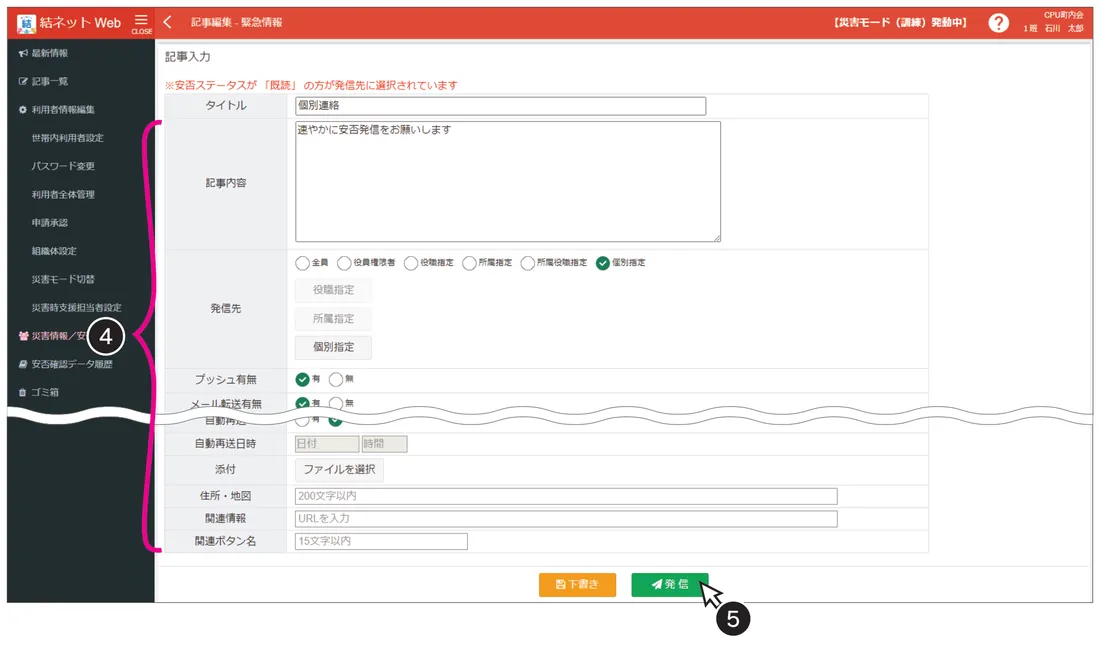 結ネット Web
CLOSE
記事編集 - 緊急情報
【災害モード（訓練）発動中】
?
CPU町内会
1 班 石川 太郎
最新情報
記事一覧
利用者情報編集
世帯内利用者設定
パスワード変更
利用者全体管理
申請承認
組織体設定
災害モード切替
災害時支援担当者設定
災害情報／安
安否確認データ履歴
ゴミ箱
4
記事入力
※安否ステータスが 「既読」 の方が発信先に選択されています
タイトル
個別連絡
記事内容
速やかに安否発信をお願いします
発信先
全員 役員権限者 役職指定 所属指定 所属役職指定 個別指定
役職指定
所属指定
個別指定
プッシュ有無
有 無
メール転送有無
有 無
自動再送
有
自動再送日時
日付 時間
添付
ファイルを選択
住所・地図
200文字以内
関連情報
URLを入力
関連ボタン名
15文字以内
下書き
発信
5